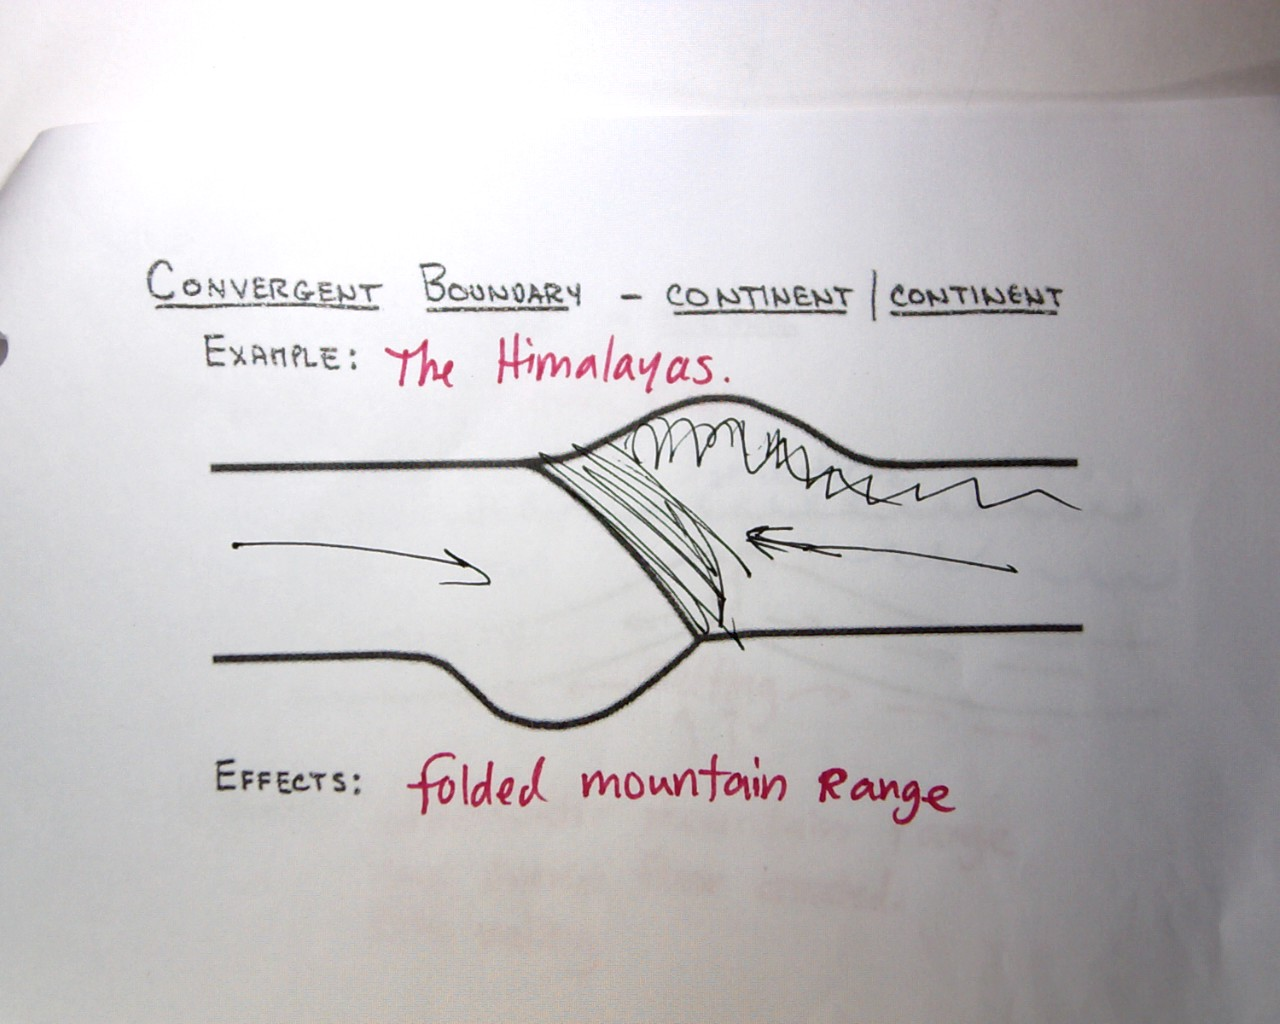 CONVERGENT BOUNDARY - CONTINENT | CONTINENT
EXAMPLE: The Himalayas.
EFFECTS: folded mountain Range